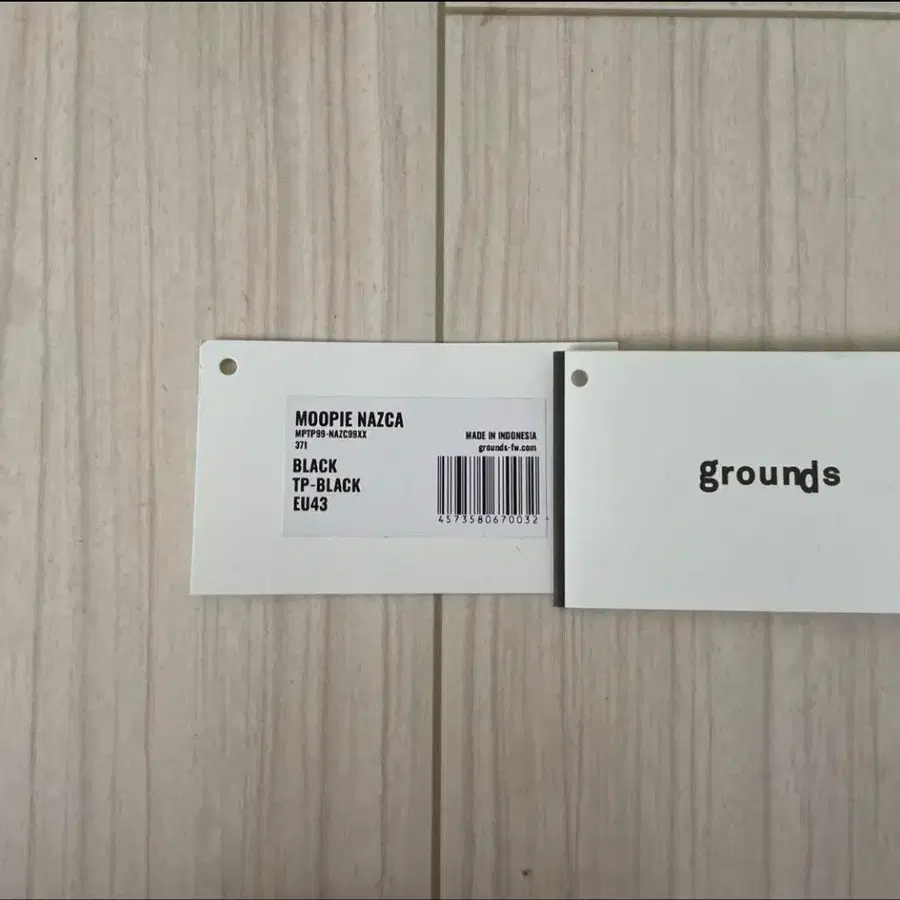 MOOPIE NAZCA
MPTP99-NAZC99XX
371
BLACK
TP-BLACK
EU43
MADE IN INDONESIA
grounds-fw.com
4573580670032
grounds